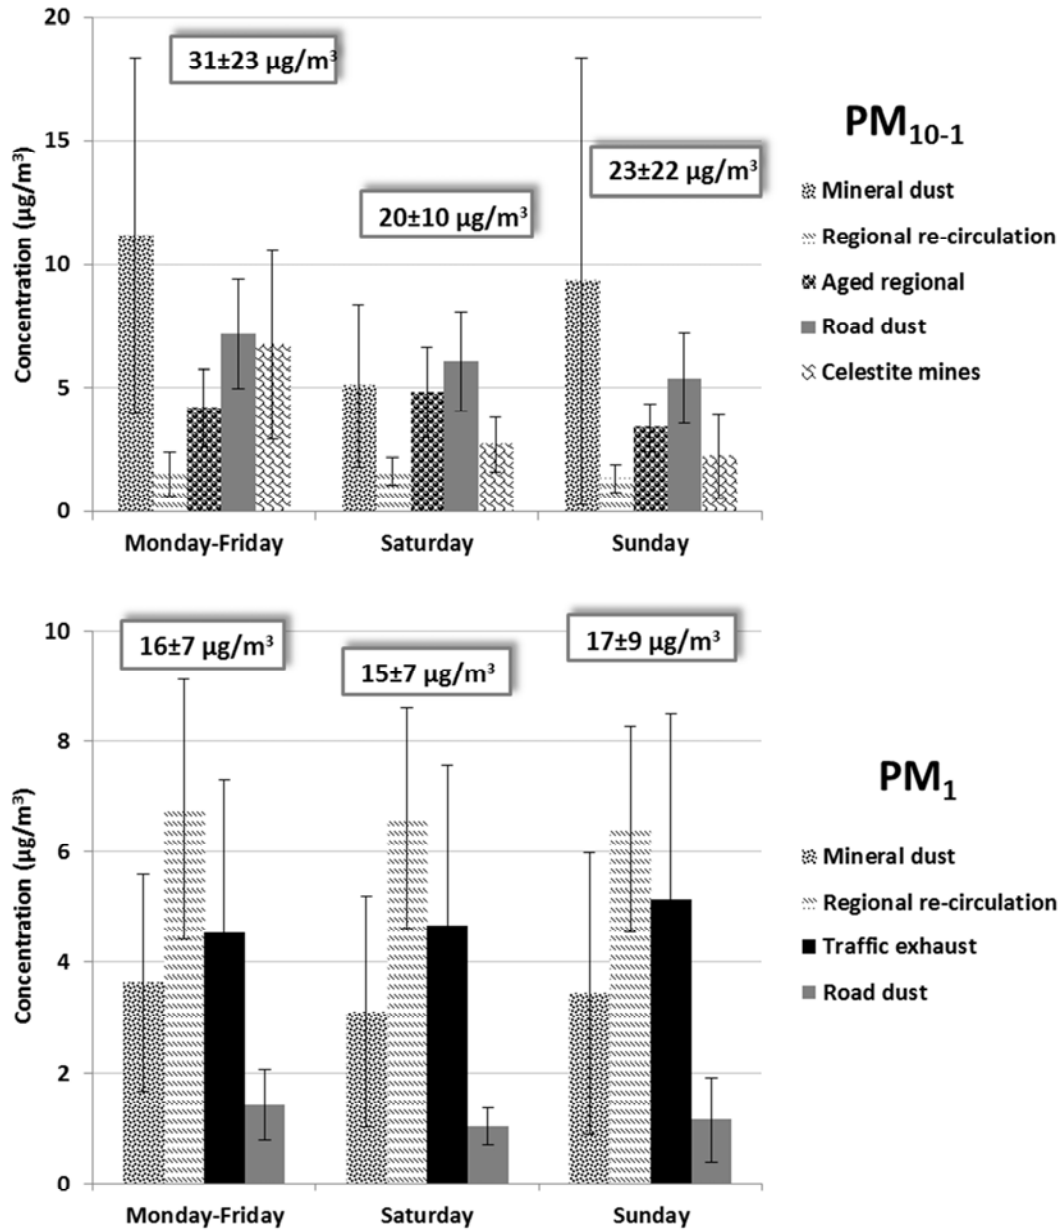 20
15
10
5
0
Concentration (µg/m³)
31±23 µg/m³
20±10 µg/m³
23±22 µg/m³
Monday-Friday
Saturday
Sunday
PM₁₀₋₁
Mineral dust
Regional re-circulation
Aged regional
Road dust
Celestite mines
10
8
6
4
2
0
Concentration (µg/m³)
16±7 µg/m³
15±7 µg/m³
17±9 µg/m³
Monday-Friday
Saturday
Sunday
PM₁
Mineral dust
Regional re-circulation
Traffic exhaust
Road dust